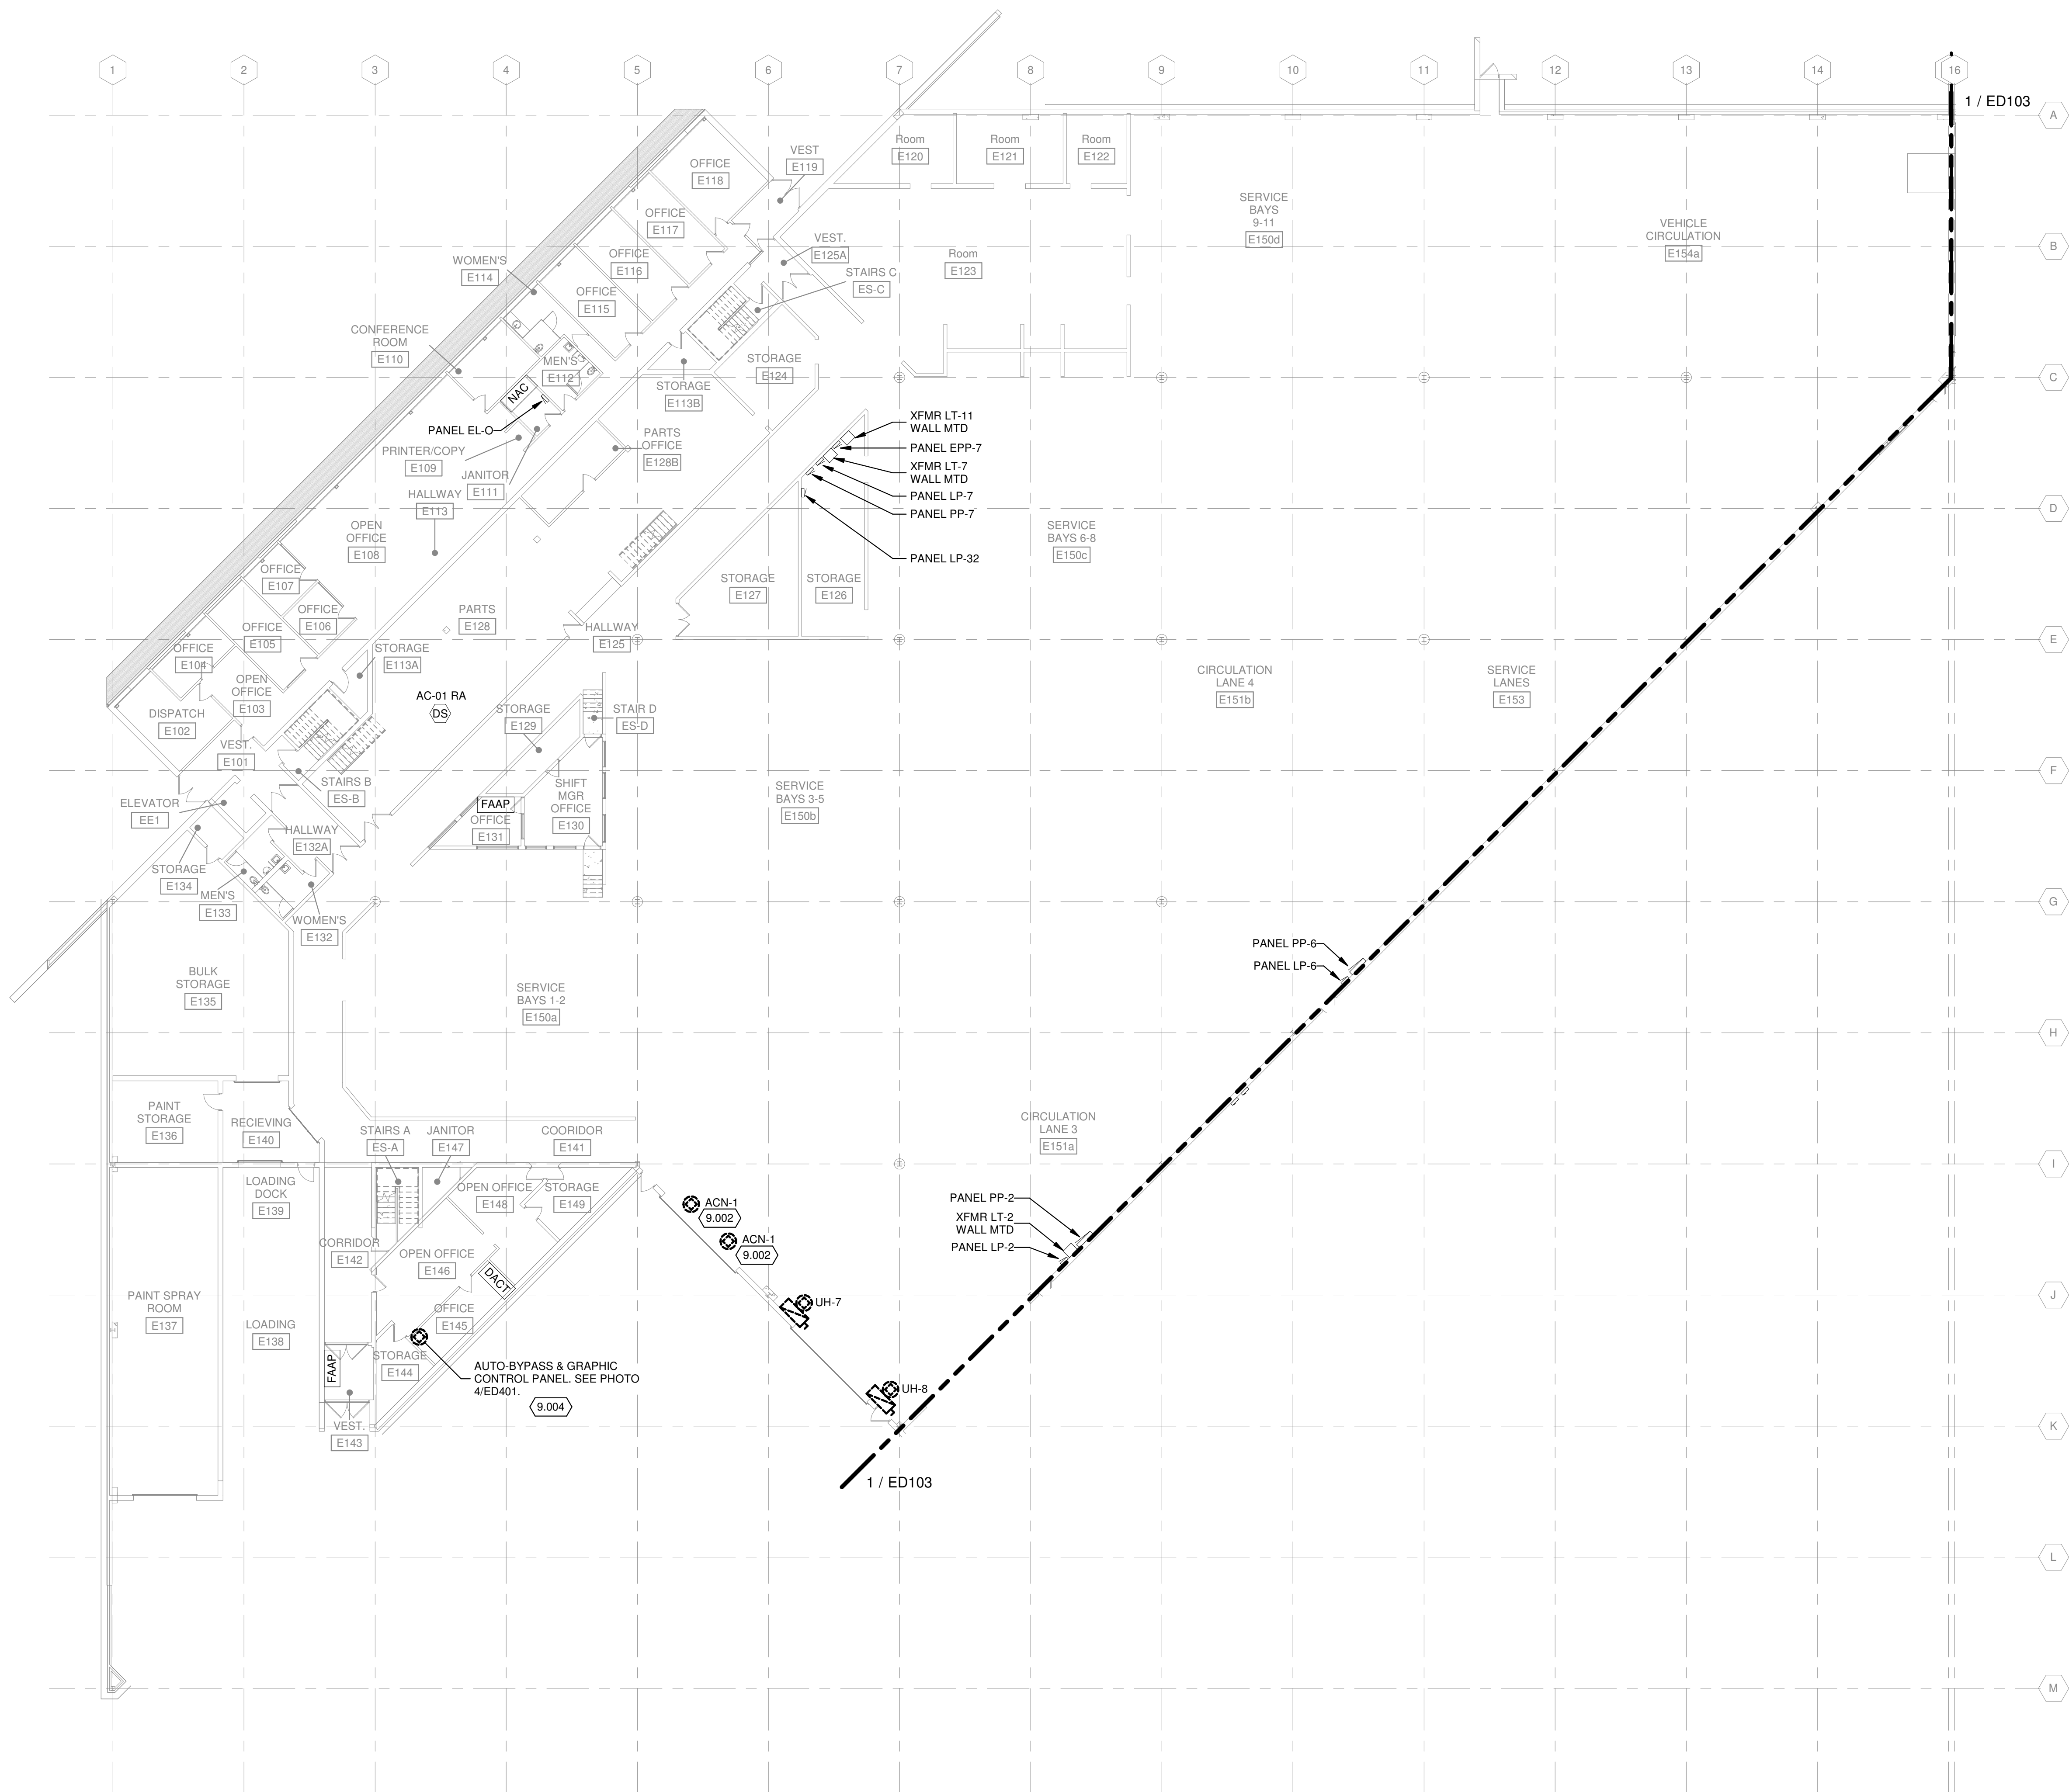 1
2
3
4
5
6
7
8
9
10
11
12
13
14
16
1 / ED103
A
Room
E120
Room
E121
Room
E122
VEST
E119
OFFICE
E118
OFFICE
E117
SERVICE
BAYS
9-11
E150d
VEHICLE
CIRCULATION
E154a
B
VEST.
E125A
Room
E123
OFFICE
E116
WOMEN'S
E114
STAIRS C
ES-C
OFFICE
E115
CONFERENCE
ROOM
E110
MEN'S
E112
STORAGE
E124
STORAGE
E113B
C
NAC
PANEL EL-O
XFMR LT-11
WALL MTD
PANEL EPP-7
XFMR LT-7
WALL MTD
PANEL LP-7
PANEL PP-7
PANEL LP-32
PARTS
OFFICE
E128B
PRINTER/COPY
E109
JANITOR
E111
HALLWAY
E113
OPEN
OFFICE
E108
D
SERVICE
BAYS 6-8
E150c
OFFICE
E107
STORAGE
E127
STORAGE
E126
OFFICE
E106
PARTS
E128
OFFICE
E105
HALLWAY
E125
E
OFFICE
E104
STORAGE
E113A
OPEN
OFFICE
E103
CIRCULATION
LANE 4
E151b
SERVICE
LANES
E153
AC-01 RA
DS
DISPATCH
E102
STORAGE
E129
STAIR D
ES-D
VEST.
E101
F
STAIRS B
ES-B
SHIFT
MGR
OFFICE
E130
SERVICE
BAYS 3-5
E150b
ELEVATOR
EE1
FAAP
OFFICE
E131
HALLWAY
E132A
STORAGE
E134
MEN'S
E133
WOMEN'S
E132
G
PANEL PP-6
PANEL LP-6
BULK
STORAGE
E135
SERVICE
BAYS 1-2
E150a
H
PAINT
STORAGE
E136
RECIEVING
E140
STAIRS A
ES-A
JANITOR
E147
COORIDOR
E141
CIRCULATION
LANE 3
E151a
I
LOADING
DOCK
E139
OPEN OFFICE
E148
STORAGE
E149
ACN-1
9.002
ACN-1
9.002
PANEL PP-2
XFMR LT-2
WALL MTD
PANEL LP-2
CORRIDOR
E142
OPEN OFFICE
E146
DACT
J
PAINT SPRAY
ROOM
E137
LOADING
E138
OFFICE
E145
UH-7
STORAGE
E144
FAAP
AUTO-BYPASS & GRAPHIC
CONTROL PANEL. SEE PHOTO
4/ED401.
9.004
UH-8
VEST.
E143
K
1 / ED103
L
M